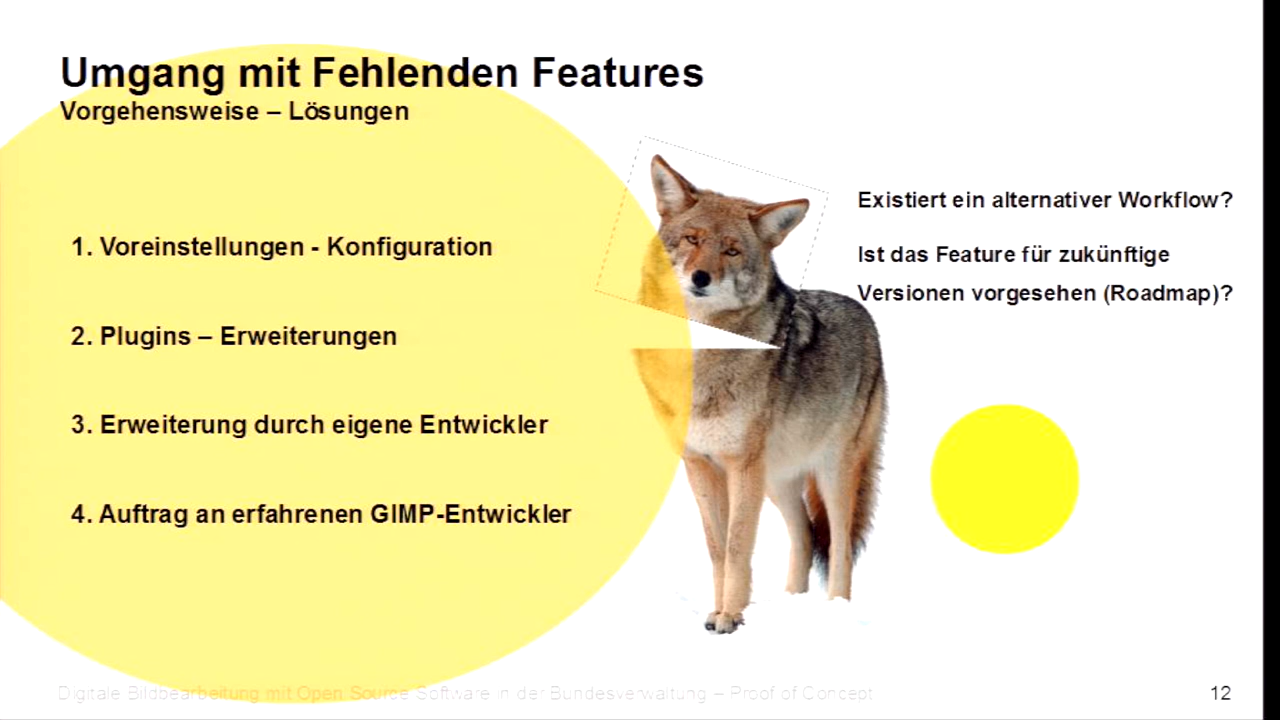 Umgang mit Fehlenden Features
Vorgehensweise – Lösungen
1. Voreinstellungen - Konfiguration
2. Plugins – Erweiterungen
3. Erweiterung durch eigene Entwickler
4. Auftrag an erfahrenen GIMP-Entwickler
Existiert ein alternativer Workflow?
Ist das Feature für zukünftige
Versionen vorgesehen (Roadmap)?
Digitale Bildbearbeitung mit Open Source Software in der Bundesverwaltung – Proof of Concept
12